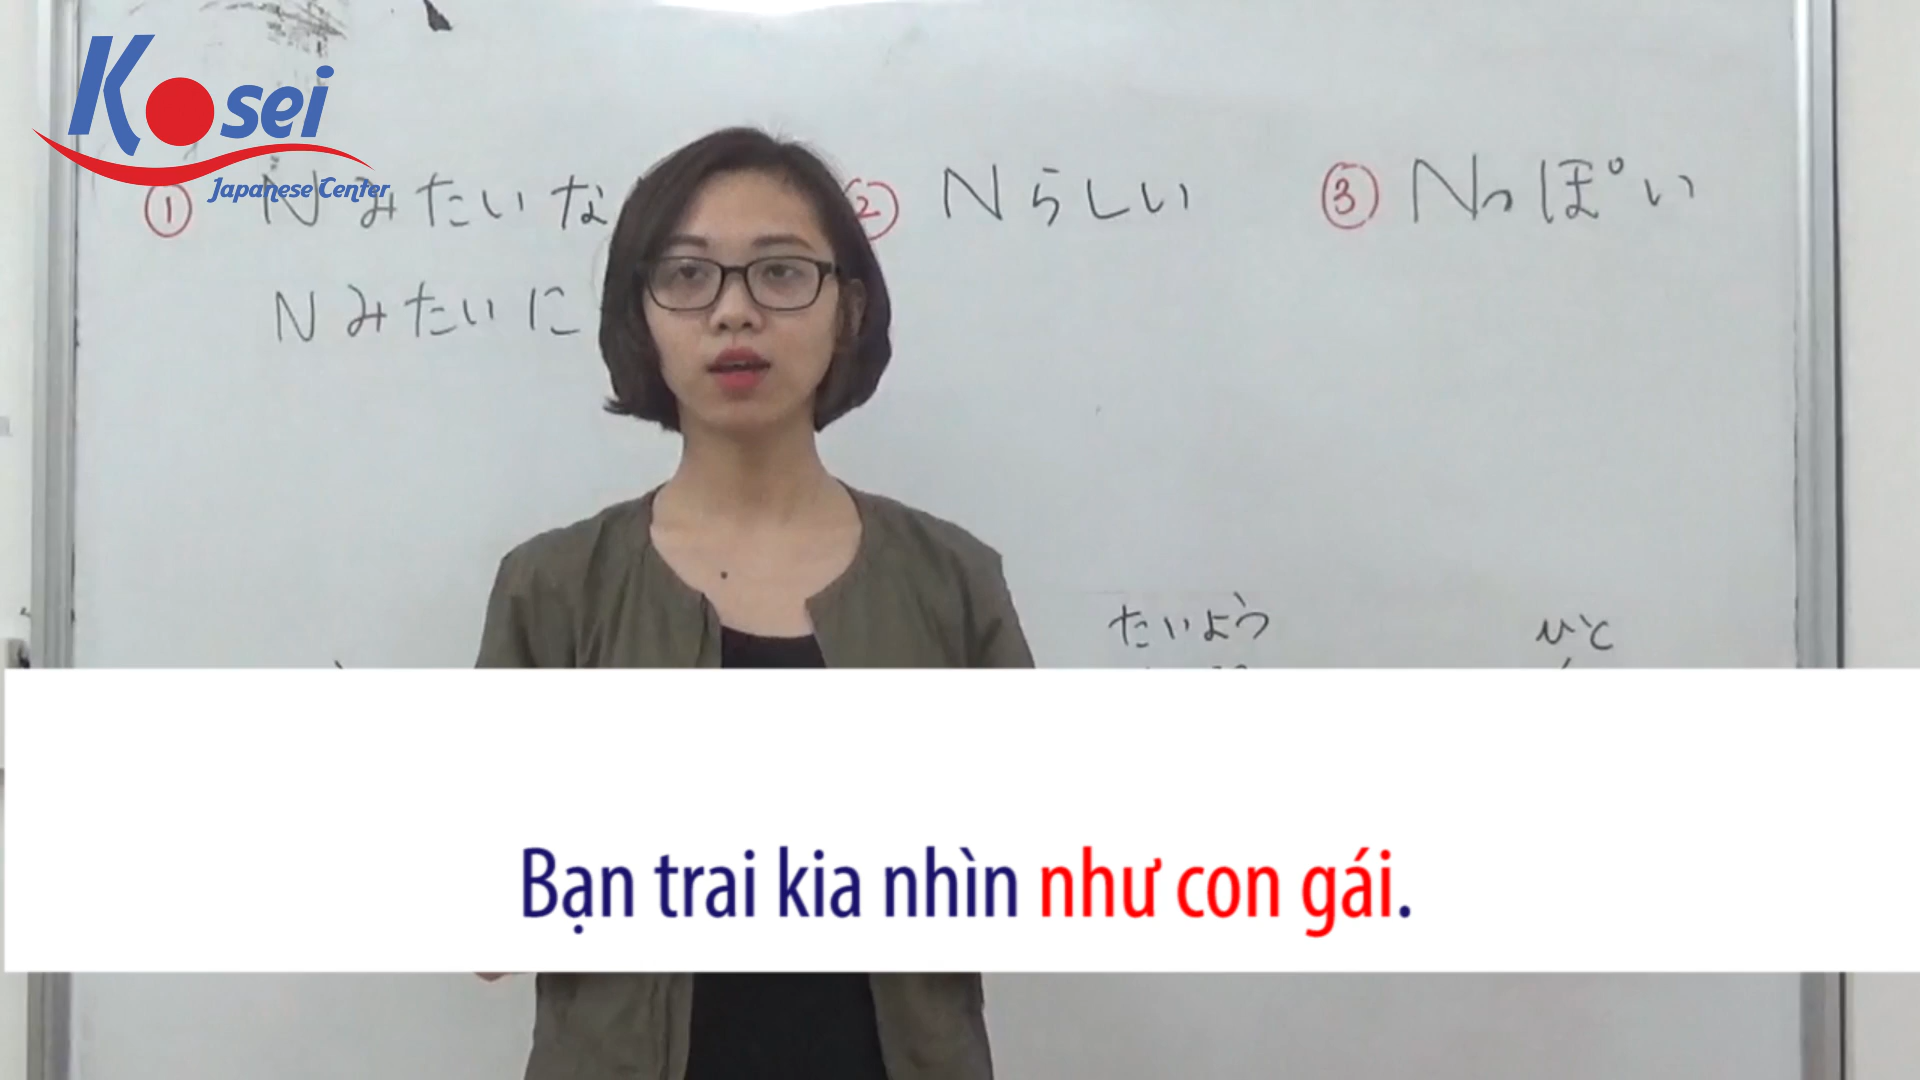 Kosei
Japanese Center
① Nみたいな ② Nらしい ③ Nっぽい
Nみたいに
たいよう ひと
Bạn trai kia nhìn như con gái.